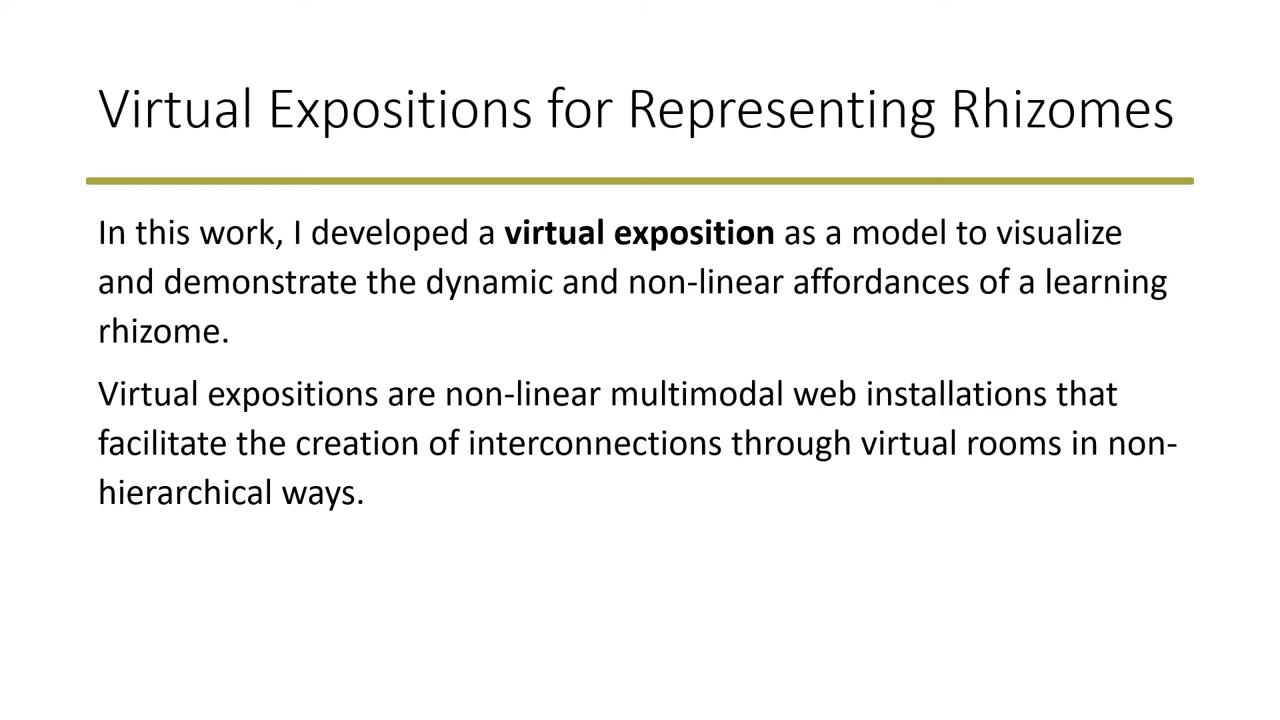 Virtual Expositions for Representing Rhizomes
In this work, I developed a virtual exposition as a model to visualize
and demonstrate the dynamic and non-linear affordances of a learning
rhizome.
Virtual expositions are non-linear multimodal web installations that
facilitate the creation of interconnections through virtual rooms in non-
hierarchical ways.